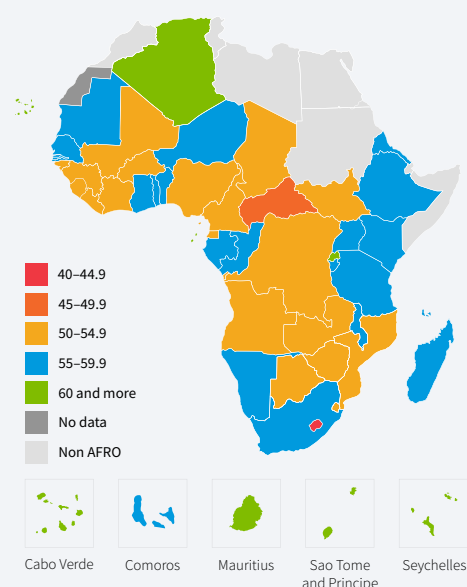 40–44.9
45–49.9
50–54.9
55–59.9
60 and more
No data
Non AFRO
Cabo Verde
Comoros
Mauritius
Sao Tome
and Principe
Seychelles